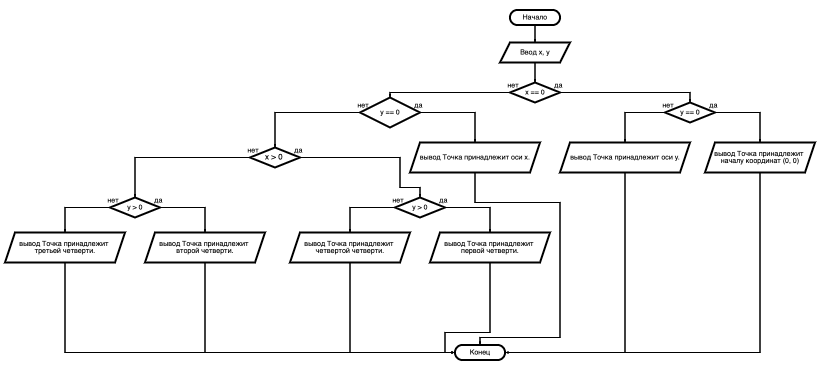 Начало
Ввод x, y
нет
да
x == 0
нет
да
y == 0
нет
да
y == 0
вывод Точка принадлежит оси x.
вывод Точка принадлежит оси y.
вывод Точка принадлежит
началу координат (0, 0)
нет
да
x > 0
нет
да
y > 0
нет
да
y > 0
вывод Точка принадлежит
третьей четверти.
вывод Точка принадлежит
второй четверти.
вывод Точка принадлежит
четвертой четверти.
вывод Точка принадлежит
первой четверти.
Конец